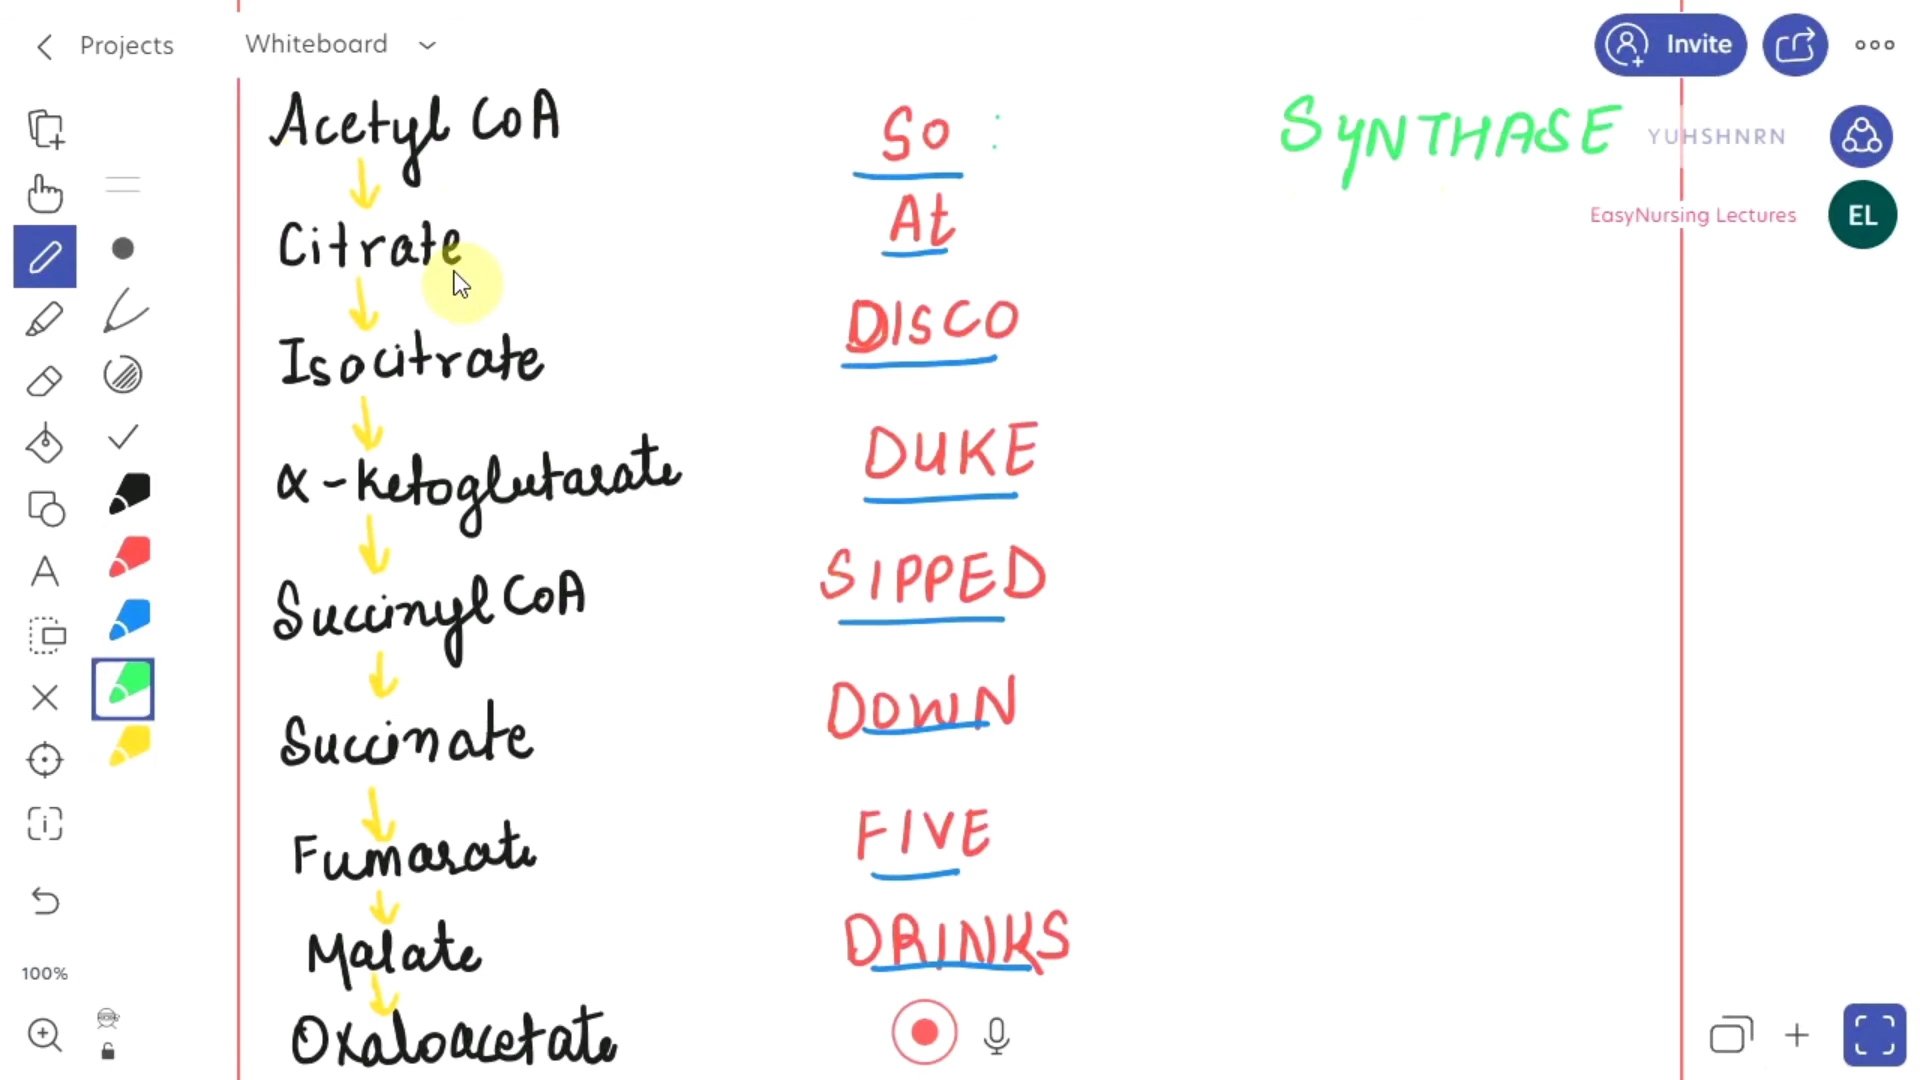 Projects
Whiteboard
Invite
Acetyl CoA
So :
SYNTHASE
YUHSHNRN
At
EasyNursing Lectures
EL
Citrate
DISCO
Isocitrate
DUKE
α-ketoglutarate
SIPPED
Succinyl CoA
DOWN
Succinate
FIVE
Fumarate
DRINKS
Malate
100%
Oxaloacetate